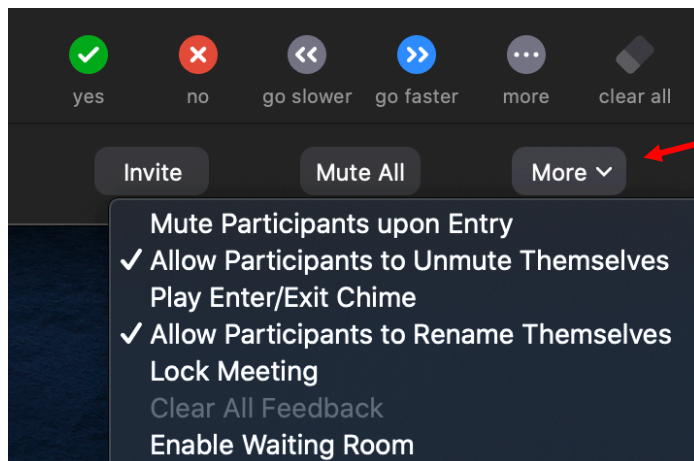 yes no go slower go faster more clear all
Invite Mute All More
Mute Participants upon Entry
✓ Allow Participants to Unmute Themselves
Play Enter/Exit Chime
✓ Allow Participants to Rename Themselves
Lock Meeting
Clear All Feedback
Enable Waiting Room